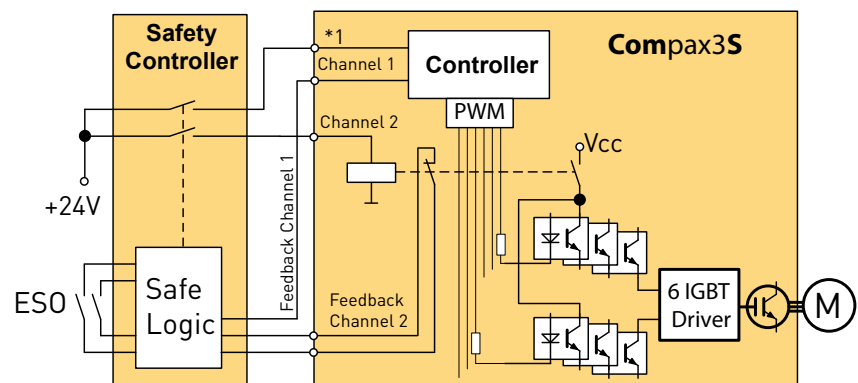 Safety
Controller
*1
Channel 1
Controller
PWM
Compax3S
Channel 2
Vcc
+24V
Feedback Channel 1
ESO
Safe
Logic
Feedback
Channel 2
6 IGBT
Driver
M